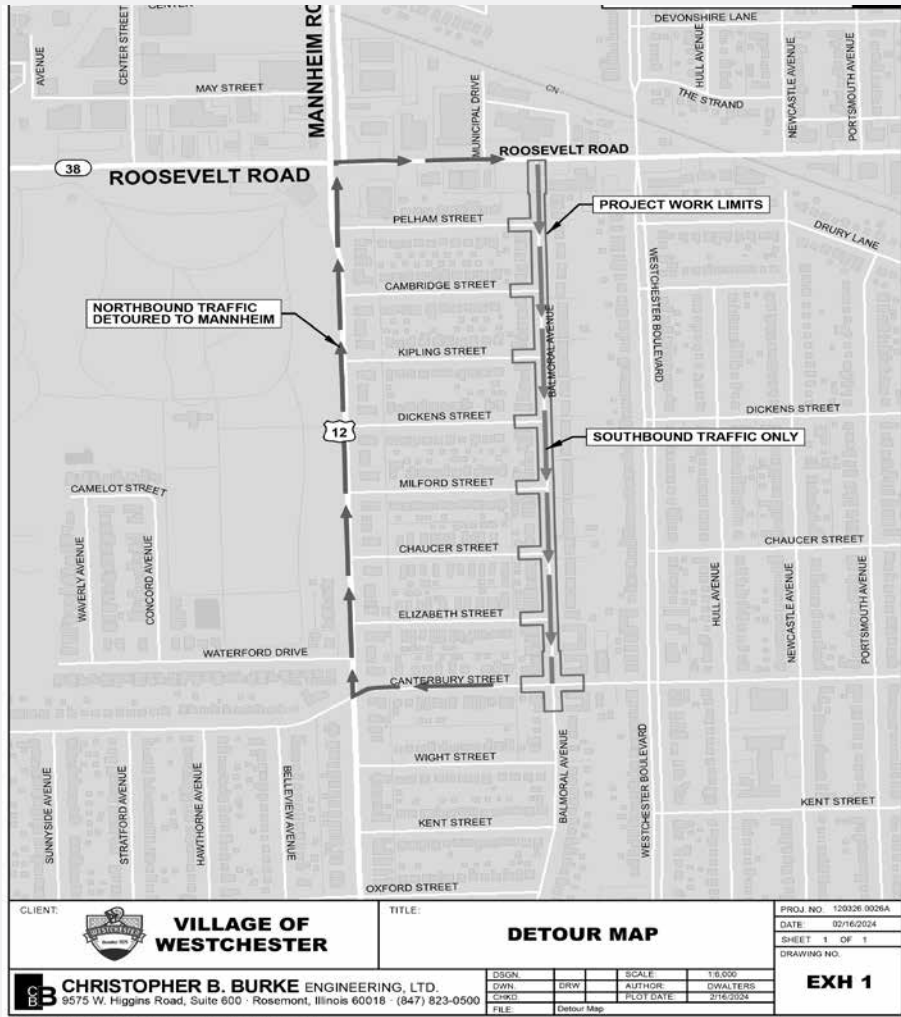 CENTER
DEVONSHIRE LANE
AVENUE
CENTER STREET
MANNHEIM RO
HULL AVENUE
NEWCASTLE AVENUE
PORTSMOUTH AVENUE
MAY STREET
MUNICIPAL DRIVE
CN
THE STRAND
38
ROOSEVELT ROAD
ROOSEVELT ROAD
PROJECT WORK LIMITS
PELHAM STREET
DRURY LANE
WESTCHESTER BOULEVARD
CAMBRIDGE STREET
NORTHBOUND TRAFFIC
DETOURED TO MANNHEIM
KIPLING STREET
BALMORAL AVENUE
DICKENS STREET
DICKENS STREET
12
SOUTHBOUND TRAFFIC ONLY
MILFORD STREET
CAMELOT STREET
WAVERLY AVENUE
CONCORD AVENUE
CHAUCER STREET
CHAUCER STREET
HULL AVENUE
NEWCASTLE AVENUE
PORTSMOUTH AVENUE
ELIZABETH STREET
WATERFORD DRIVE
CANTERBURY STREET
WIGHT STREET
SUNNYSIDE AVENUE
STRATFORD AVENUE
HAWTHORNE AVENUE
BELLEVIEW AVENUE
BALMORAL AVENUE
WESTCHESTER BOULEVARD
KENT STREET
KENT STREET
OXFORD STREET
CLIENT:
WESTCHESTER
VILLAGE OF
WESTCHESTER
TITLE:
DETOUR MAP
PROJ. NO. 120326.0026A
DATE: 02/16/2024
SHEET 1 OF 1
DRAWING NO.
EXH 1
CB
B
CHRISTOPHER B. BURKE ENGINEERING, LTD.
9575 W. Higgins Road, Suite 600 · Rosemont, Illinois 60018 · (847) 823-0500
DSGN.
SCALE: 1:6,000
DWN. DRW
AUTHOR: DWALTERS
CHKD.
PLOT DATE: 2/16/2024
FILE: Detour Map